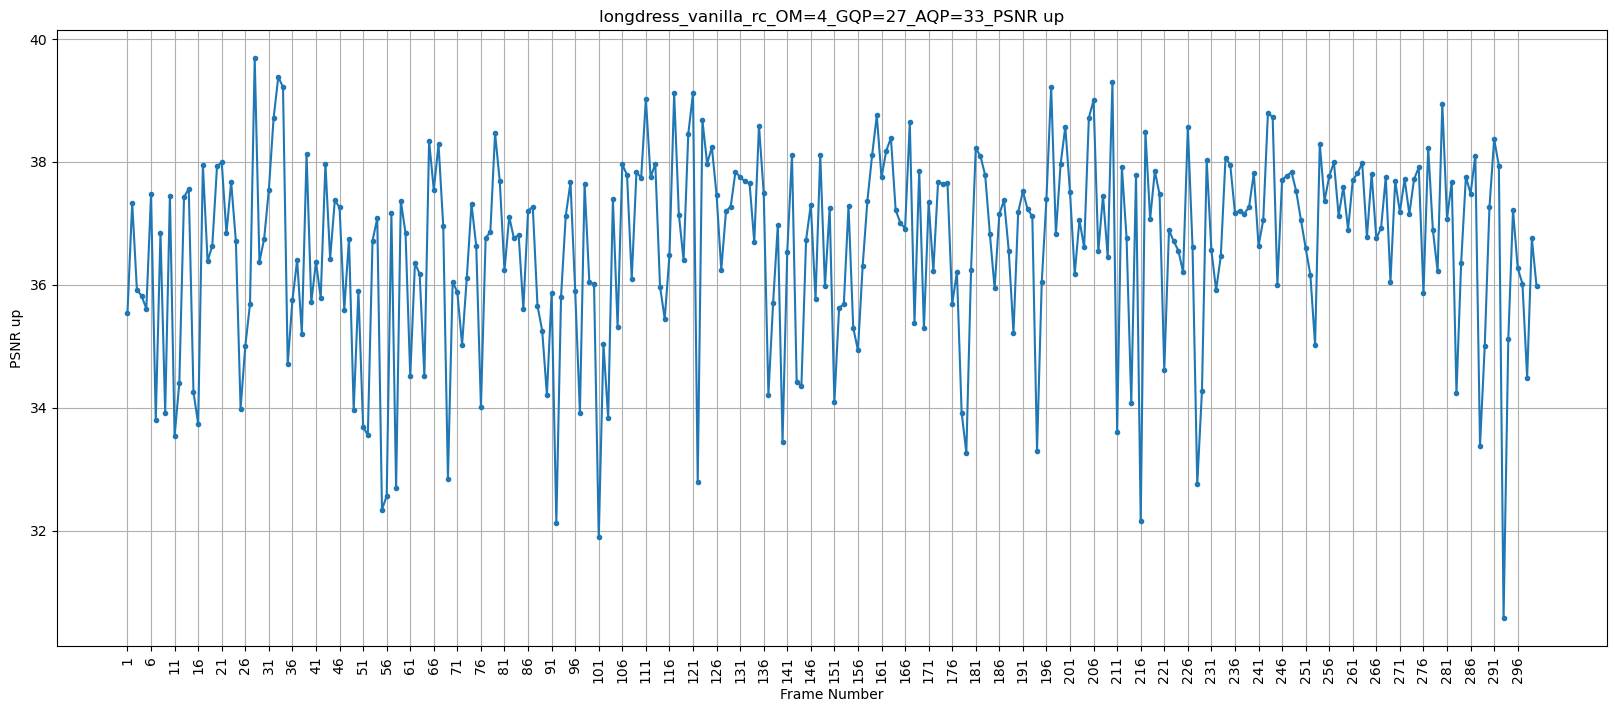 longdress_vanilla_rc_OM=4_GQP=27_AQP=33_PSNR up
40
38
36
34
32
PSNR up
1 6 11 16 21 26 31 36 41 46 51 56 61 66 71 76 81 86 91 96 101 106 111 116 121 126 131 136 141 146 151 156 161 166 171 176 181 186 191 196 201 206 211 216 221 226 231 236 241 246 251 256 261 266 271 276 281 286 291 296
Frame Number